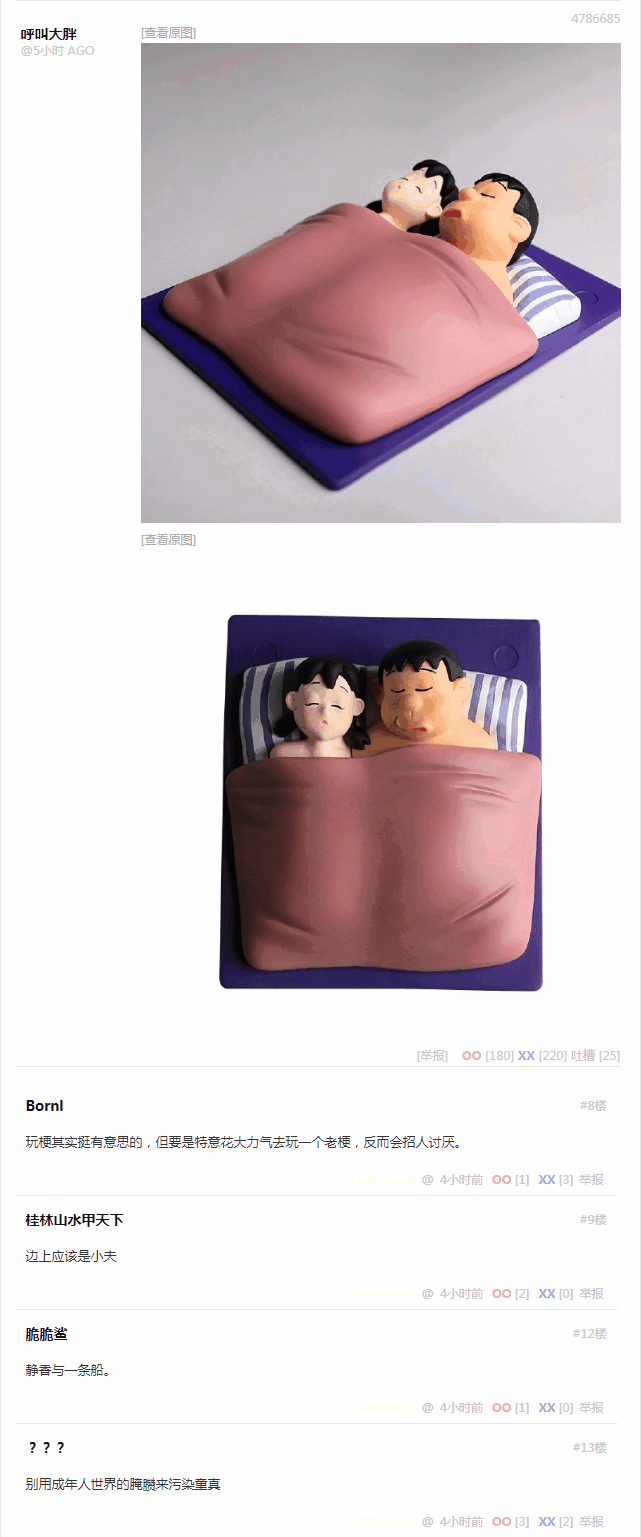 4786685
呼叫大胖
@5小时 AGO
[查看原图]
[查看原图]
[举报] OO [180] XX [220] 吐槽 [25]
Bornl
#8楼
玩梗其实挺有意思的，但要是特意花大力气去玩一个老梗，反而会招人讨厌。
@ 4小时前 OO [1] XX [3] 举报
桂林山水甲天下
#9楼
边上应该是小夫
@ 4小时前 OO [2] XX [0] 举报
脆脆鲨
#12楼
静香与一条船。
@ 4小时前 OO [1] XX [0] 举报
？？？
#13楼
别用成年人世界的腌臜来污染童真
@ 4小时前 OO [3] XX [2] 举报